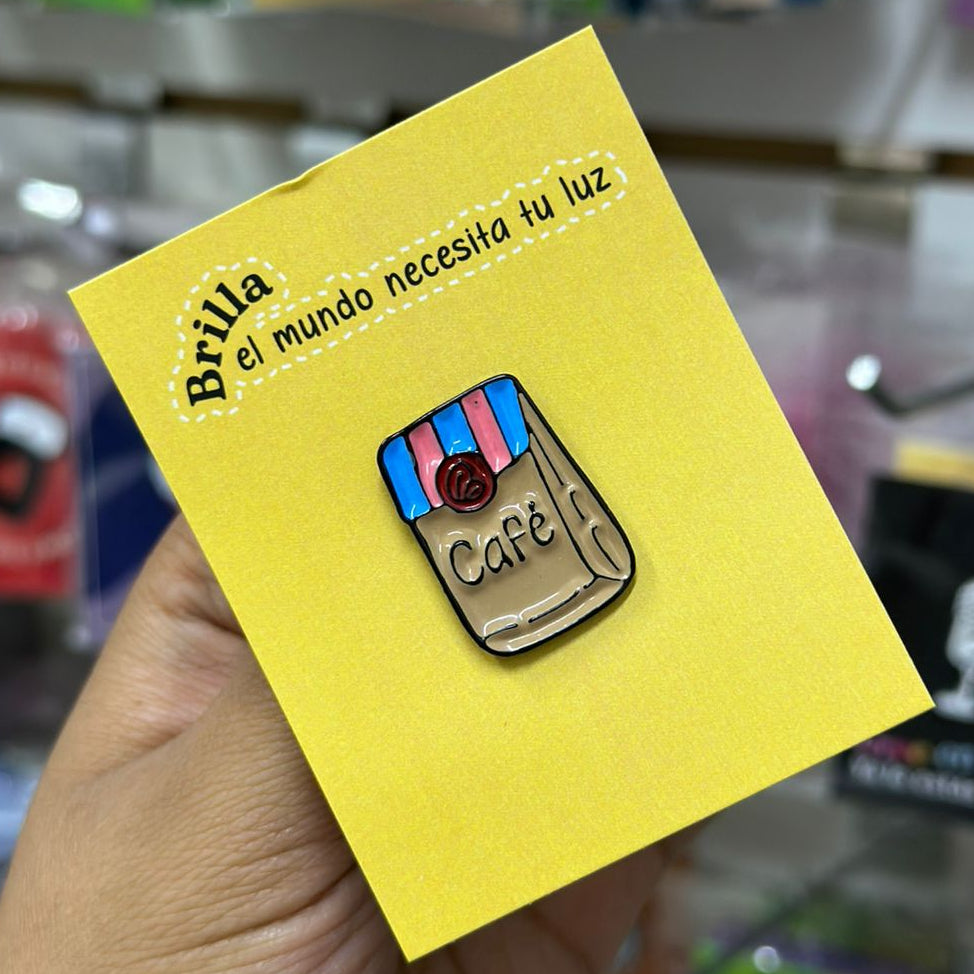 Brilla
el mundo necesita tu luz
Café